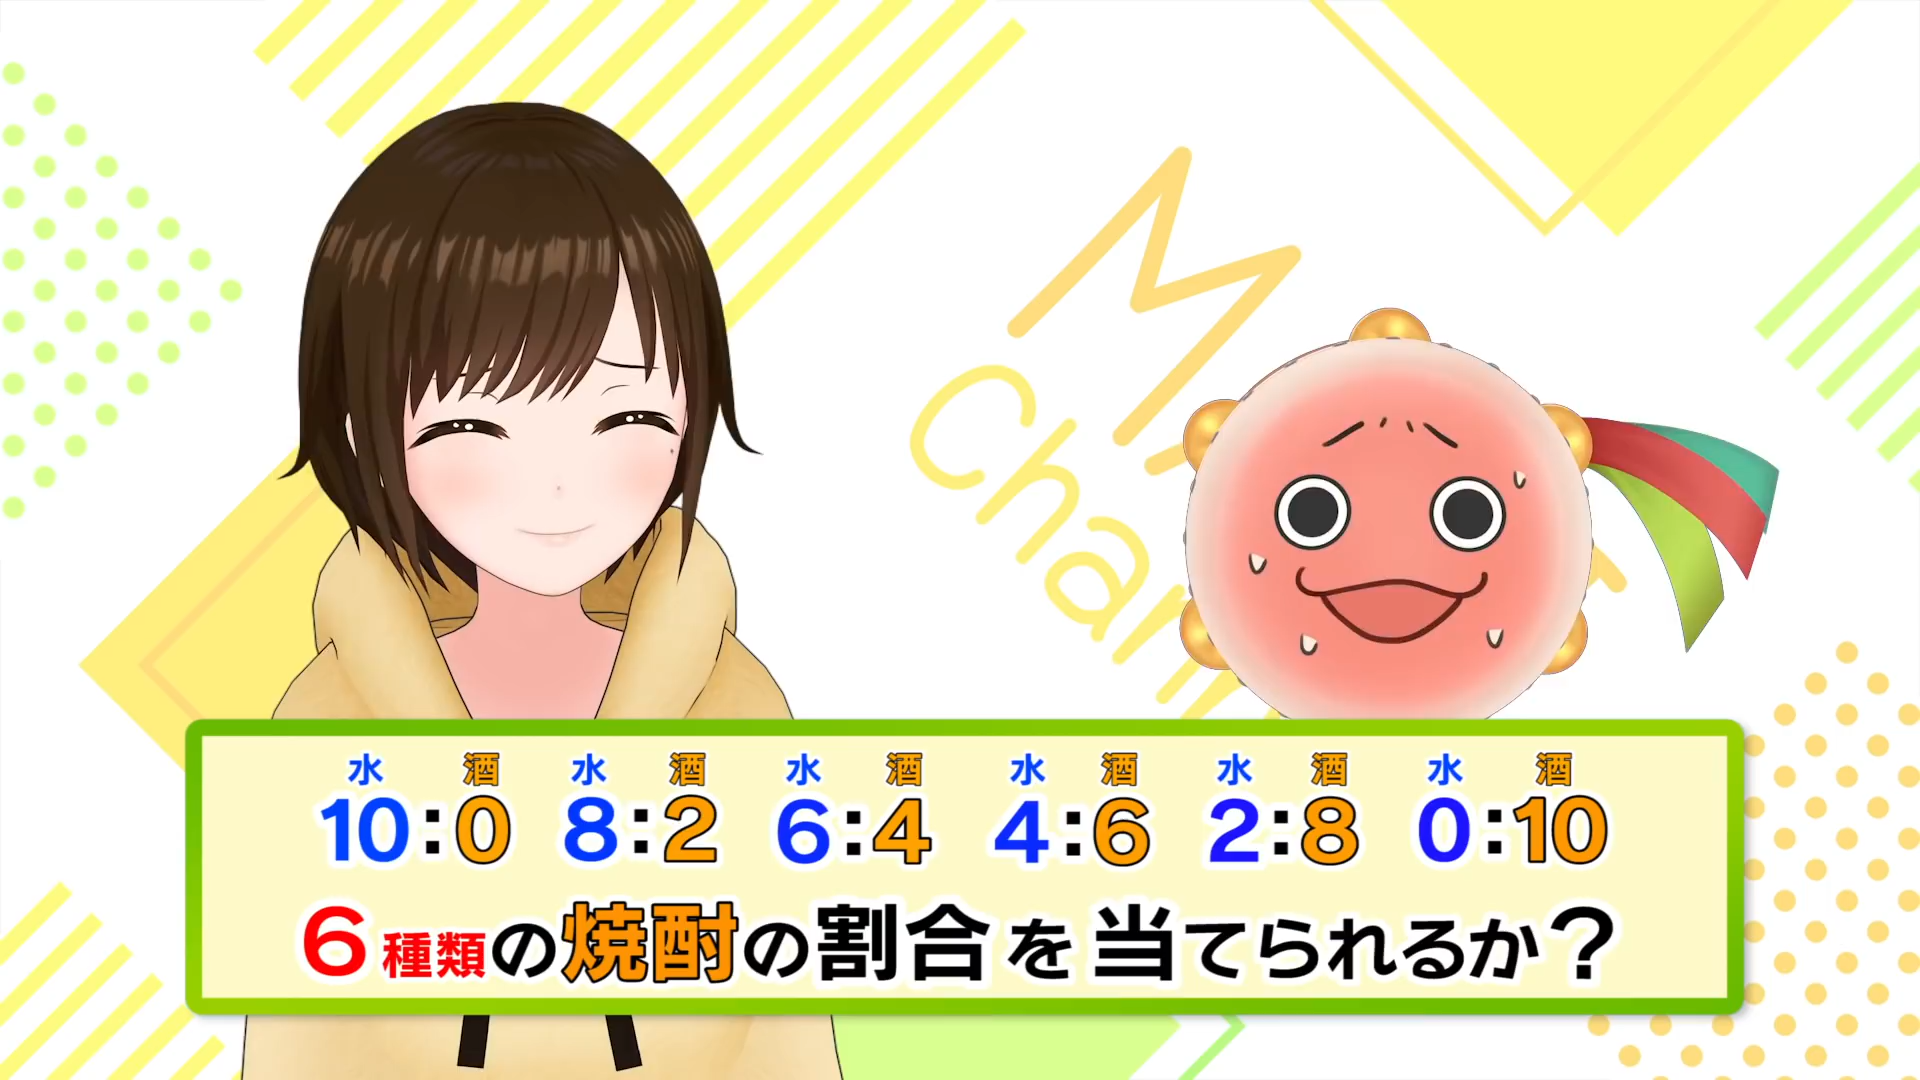 M
Chan
水 酒 水 酒 水 酒 水 酒 水 酒 水 酒
10:0 8:2 6:4 4:6 2:8 0:10
6種類の焼酎の割合を当てられるか?